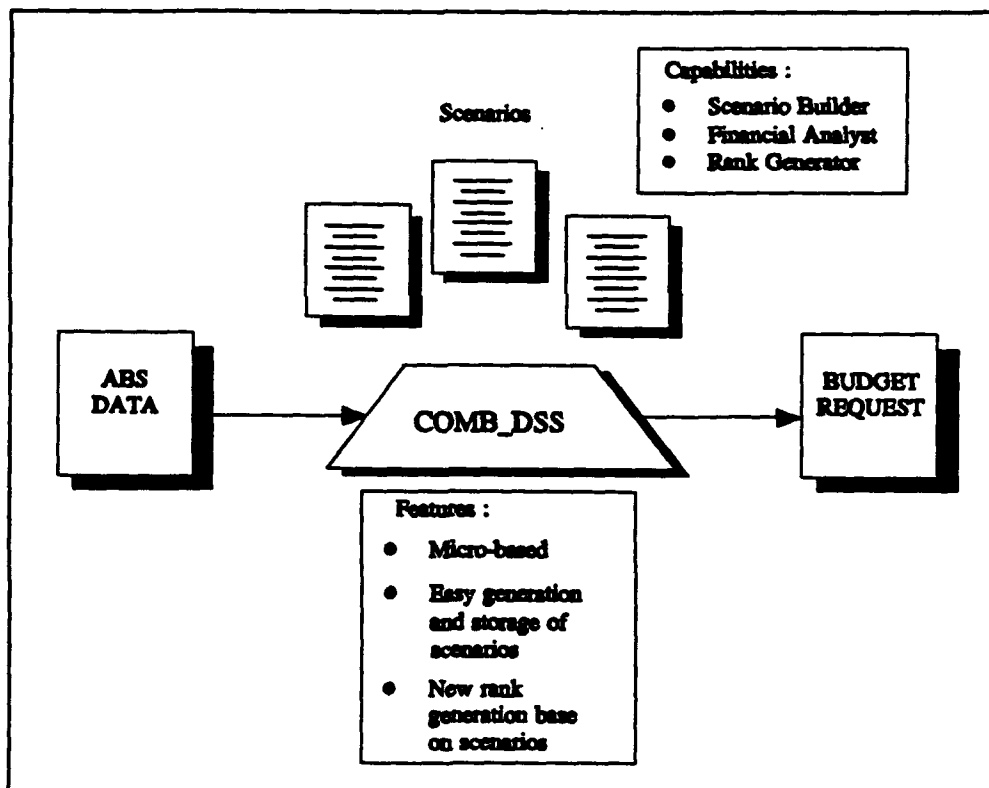 Capabilities :
● Scenario Builder
● Financial Analyst
● Rank Generator
Scenarios
ABS
DATA
COMB_DSS
BUDGET
REQUEST
Features :
● Micro-based
● Easy generation
and storage of
scenarios
● New rank
generation base
on scenarios